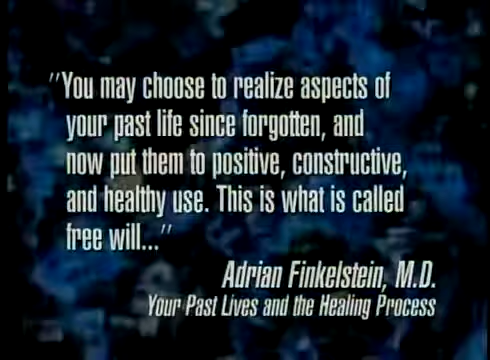 "You may choose to realize aspects of
your past life since forgotten, and
now put them to positive, constructive,
and healthy use. This is what is called
free will..."
Adrian Finkelstein, M.D.
Your Past Lives and the Healing Process